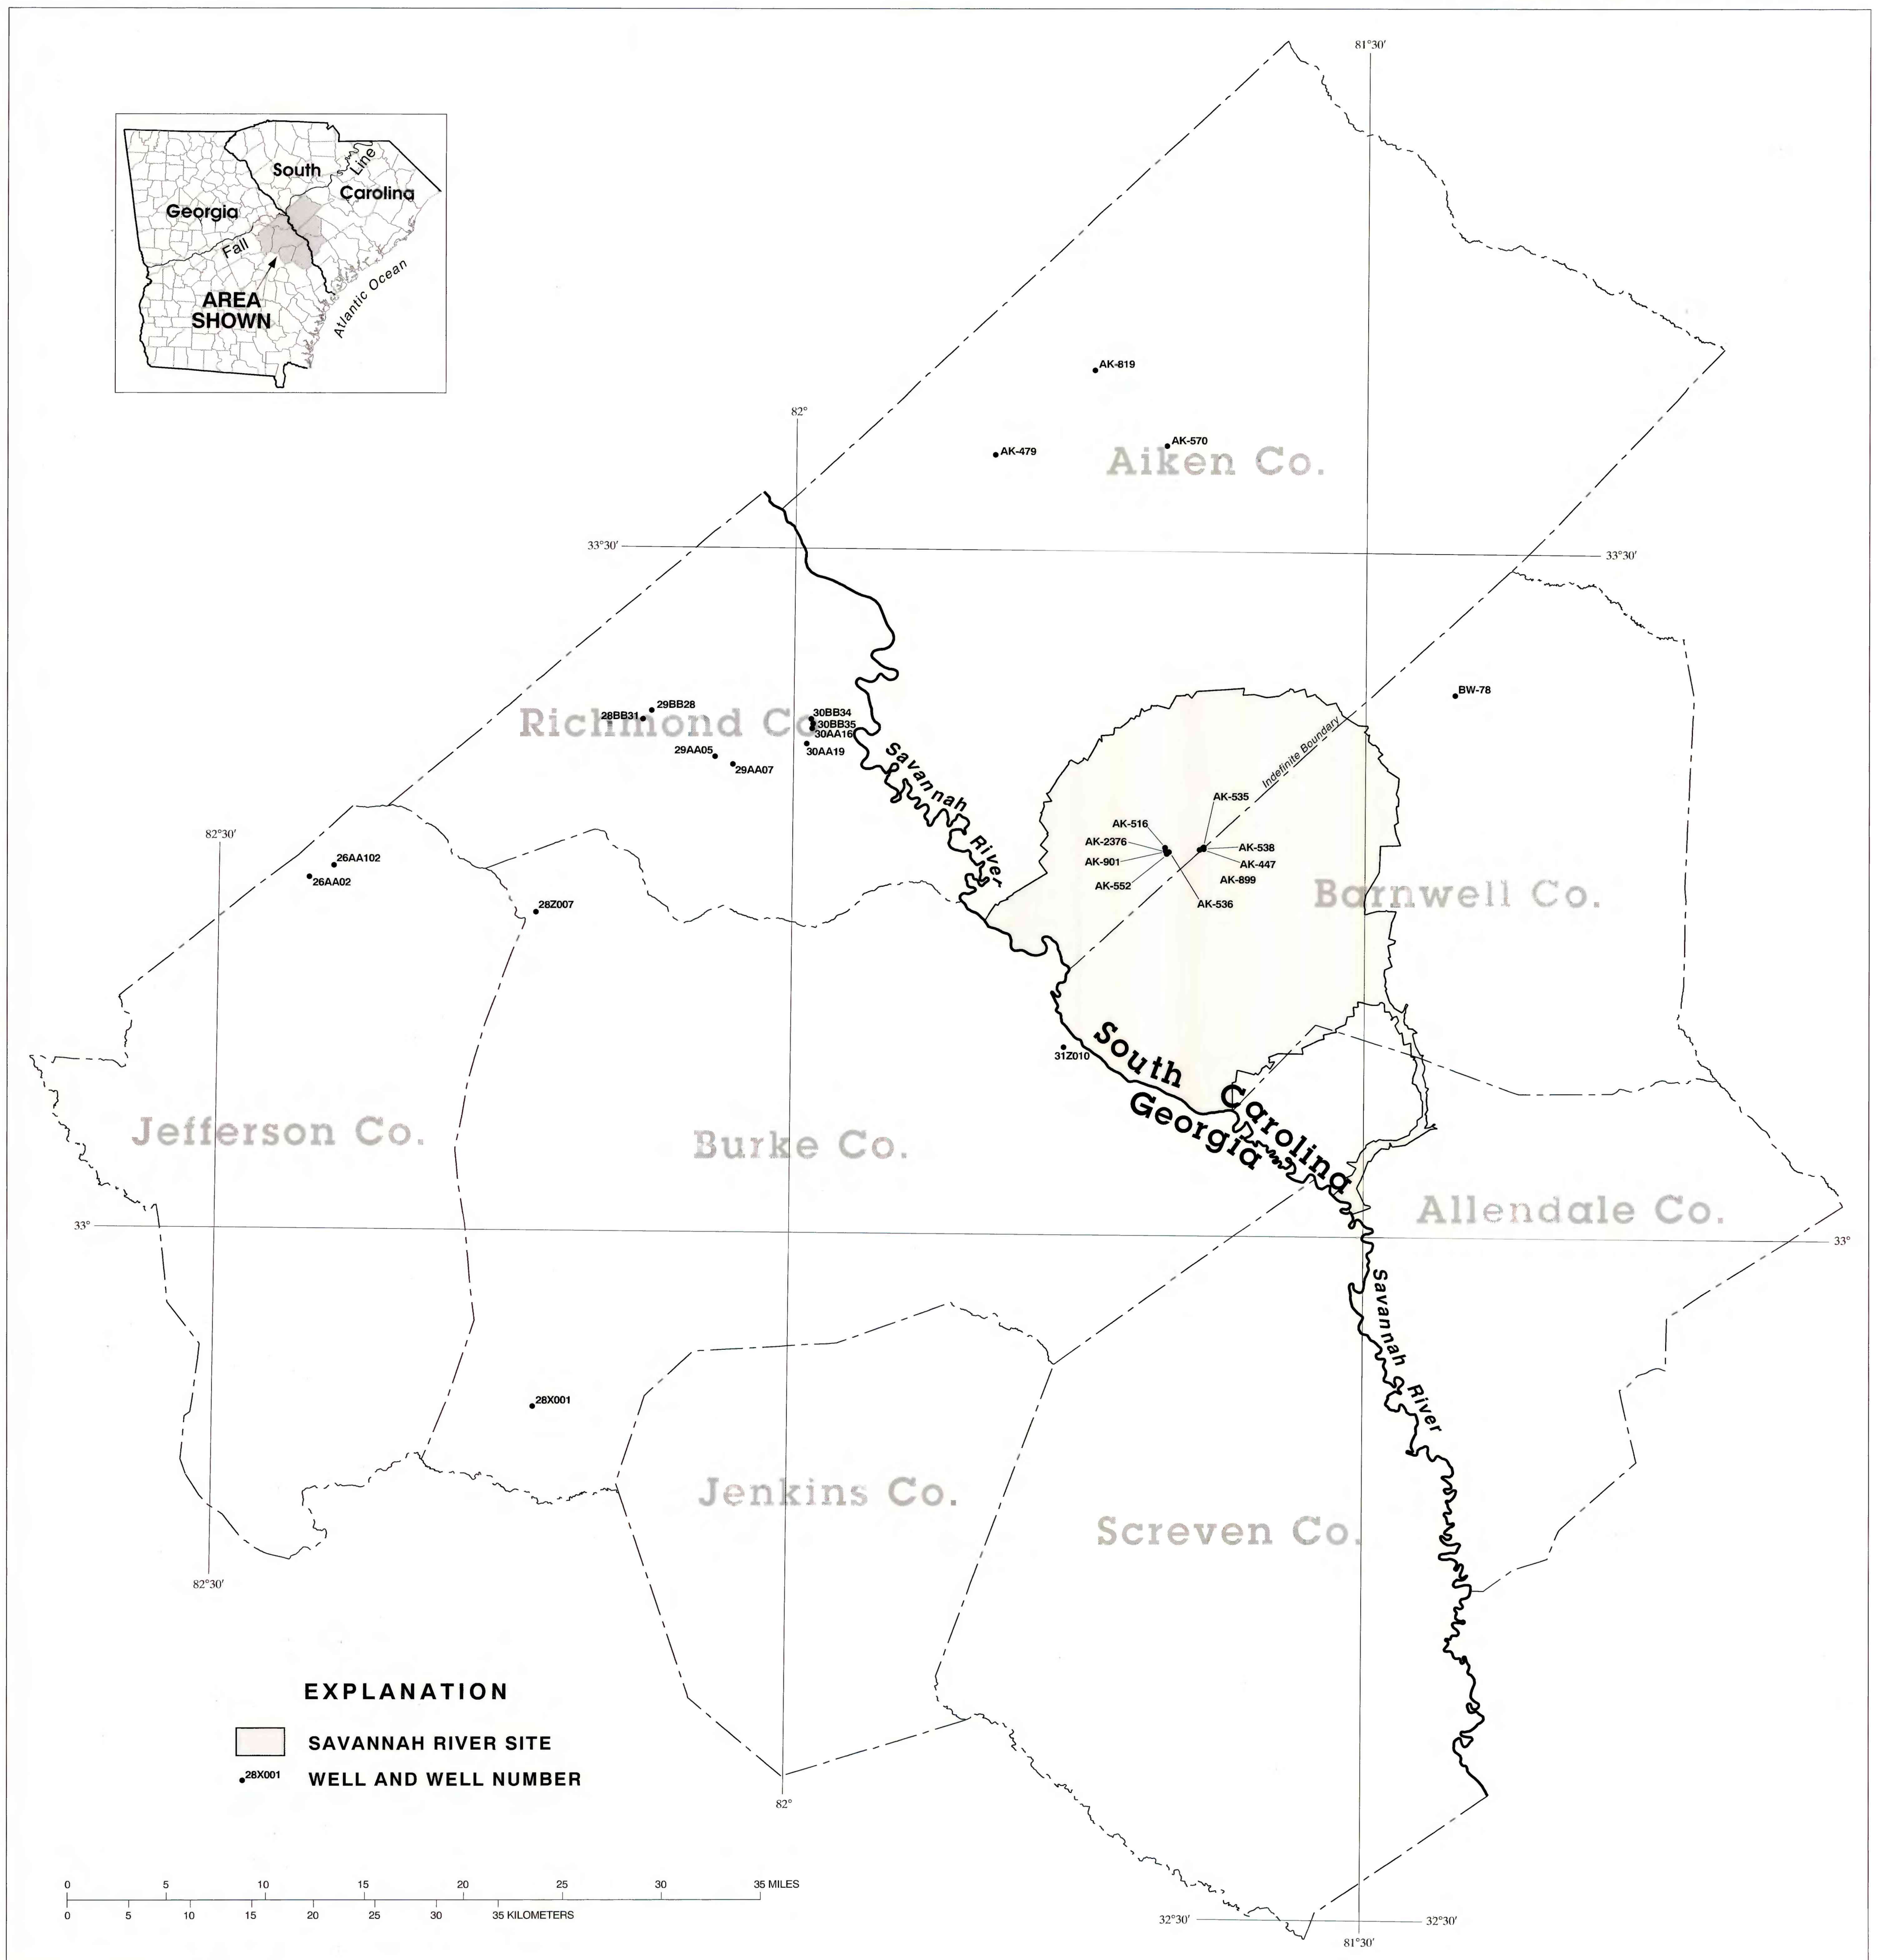 81°30′
South
Line
Carolina
Georgia
Fall
AREA
SHOWN
Atlantic Ocean
AK-819
82°
AK-570
AK-479
Aiken Co.
33°30′
33°30′
BW-78
29BB28
28BB31
30BB34
30BB35
30AA16
Richmond Co.
29AA05
30AA19
29AA07
Savannah
River
Indefinite Boundary
AK-535
AK-516
AK-2376
AK-538
AK-901
AK-447
AK-552
AK-899
AK-536
82°30′
26AA102
26AA02
28Z007
Barnwell Co.
31Z010
South Carolina
Georgia
Jefferson Co.
Burke Co.
Allendale Co.
33°
33°
Savannah River
28X001
Jenkins Co.
Screven Co.
82°30′
EXPLANATION
SAVANNAH RIVER SITE
28X001 WELL AND WELL NUMBER
82°
0 5 10 15 20 25 30 35 MILES
0 5 10 15 20 25 30 35 KILOMETERS
32°30′
32°30′
81°30′